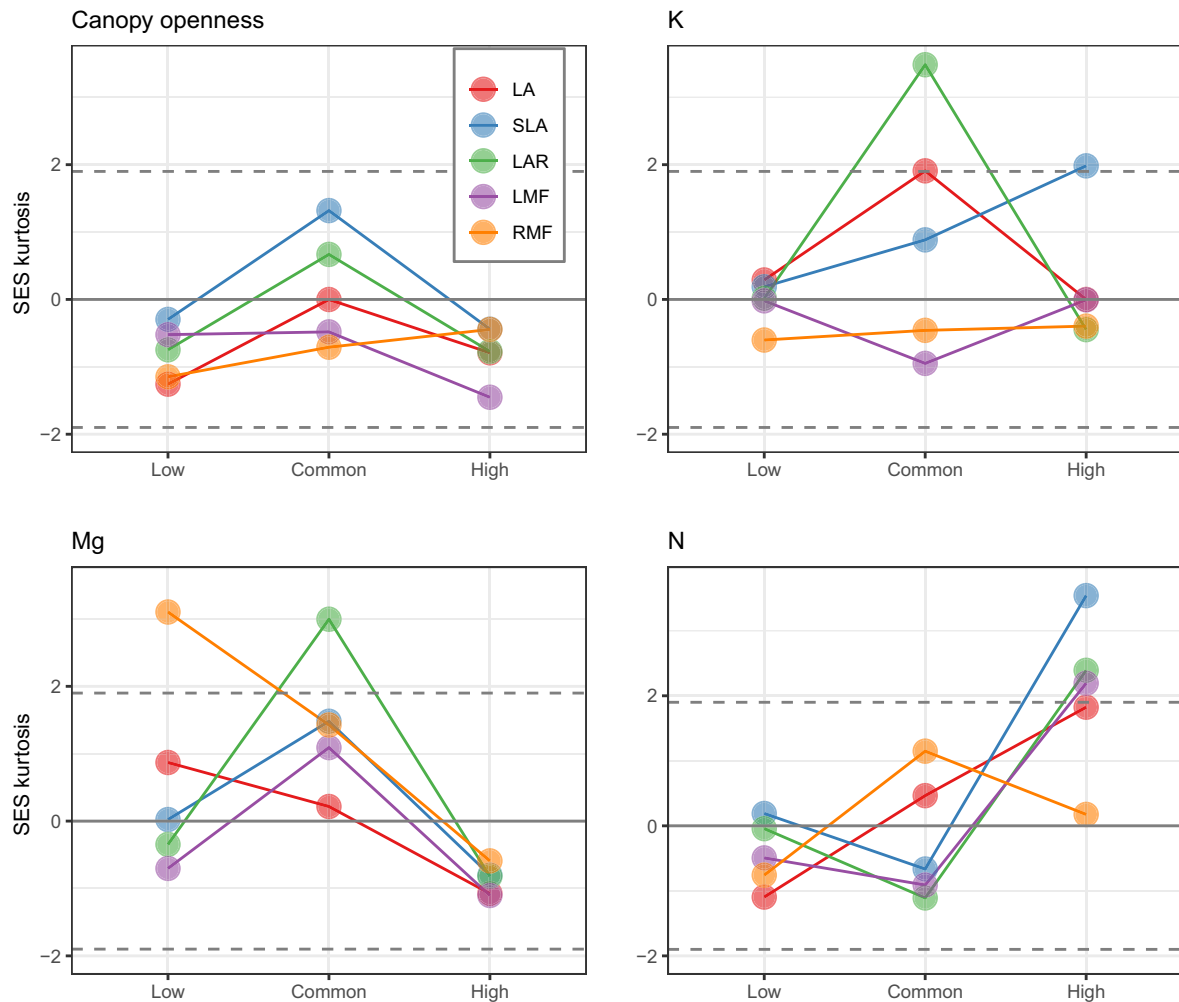 Canopy openness
K
LA
SLA
LAR
LMF
RMF
SES kurtosis
2
0
−2
Low
Common
High
2
0
−2
Low
Common
High
Mg
N
SES kurtosis
2
0
−2
Low
Common
High
2
0
−2
Low
Common
High